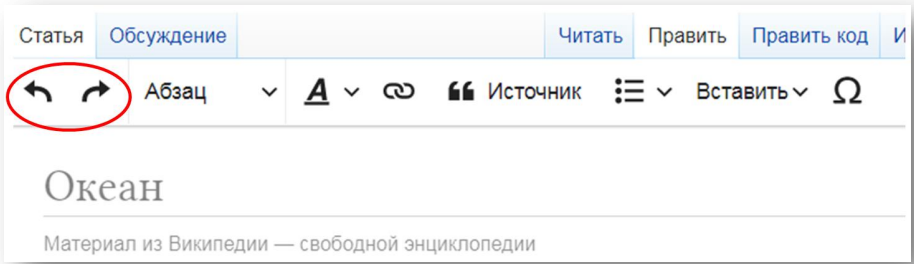 Статья Обсуждение Читать Править Править код И
Абзац A Источник Вставить Ω
Океан
Материал из Википедии — свободной энциклопедии